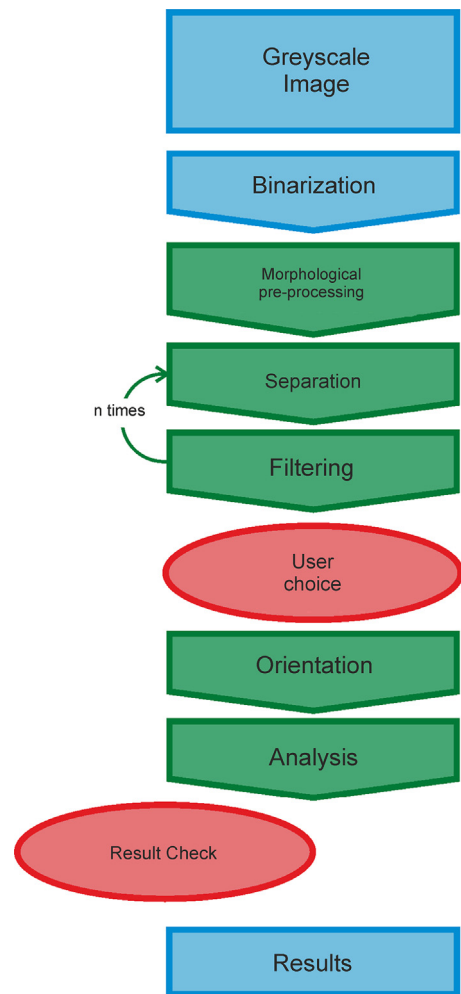 Greyscale
Image
Binarization
Morphological
pre-processing
Separation
n times
Filtering
User
choice
Orientation
Analysis
Result Check
Results